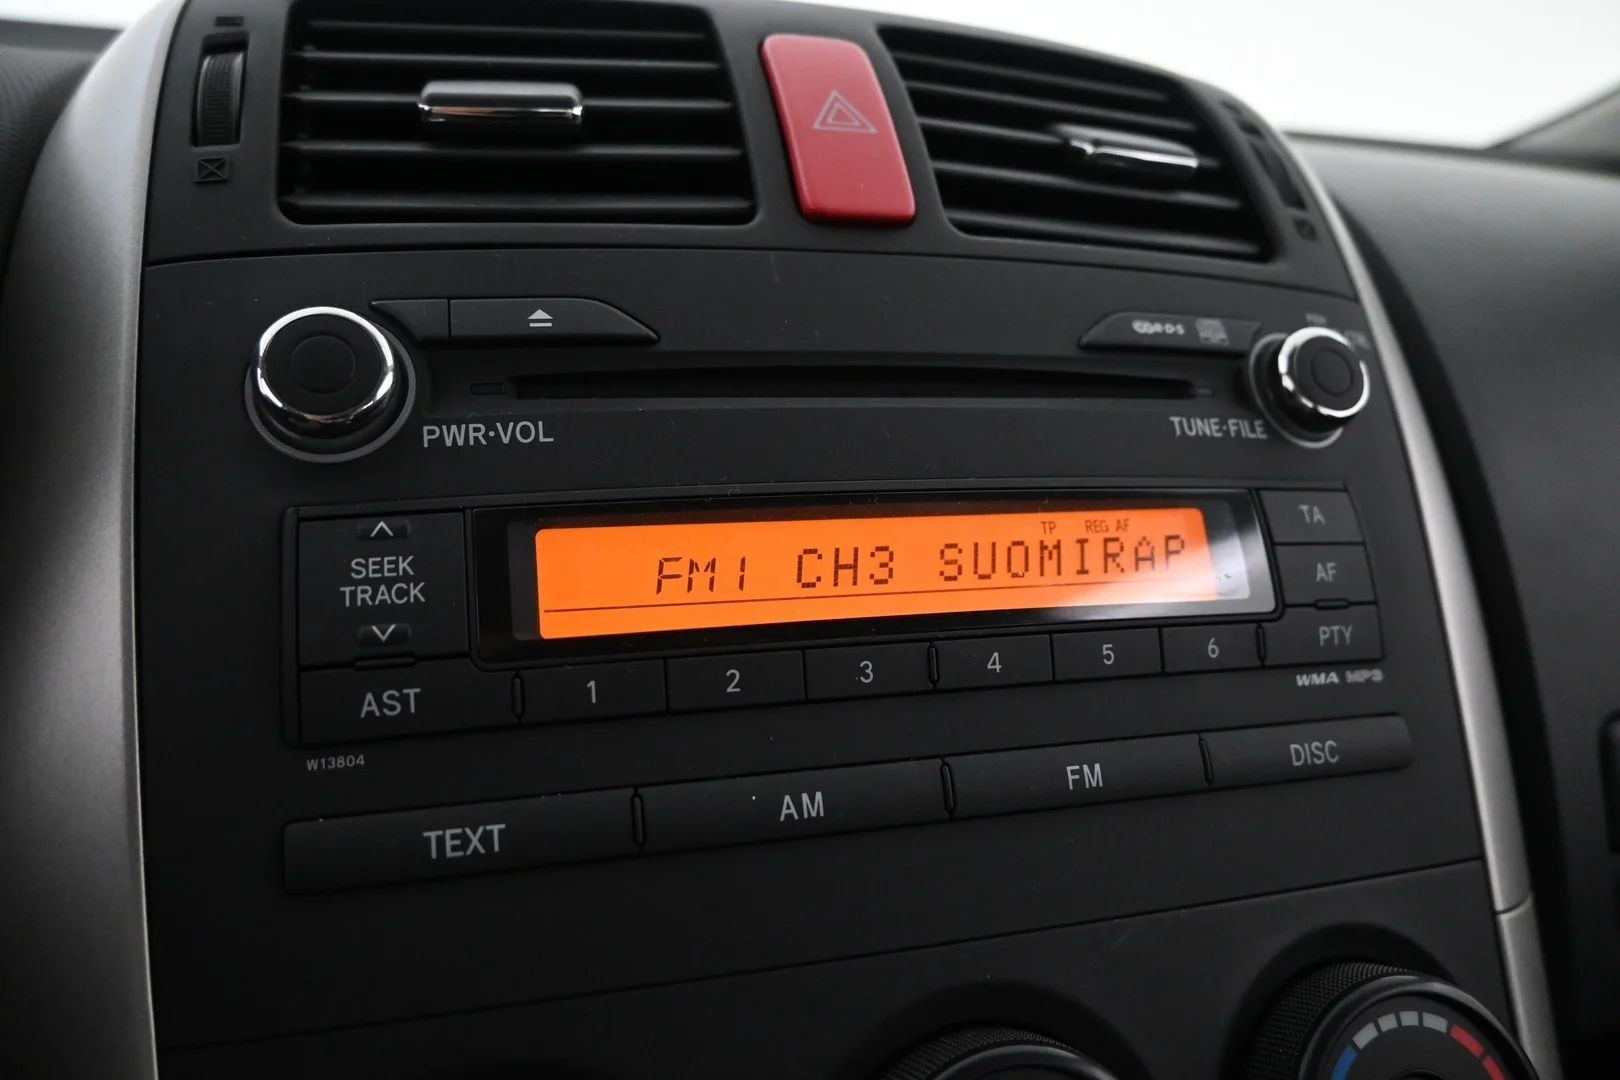 R·D·S
PWR·VOL
TUNE·FILE
TP REG AF
FM1 CH3 SUOMIRAP
SEEK
TRACK
TA
AF
PTY
AST
1 2 3 4 5 6
WMA MP3
W13804
TEXT AM FM DISC